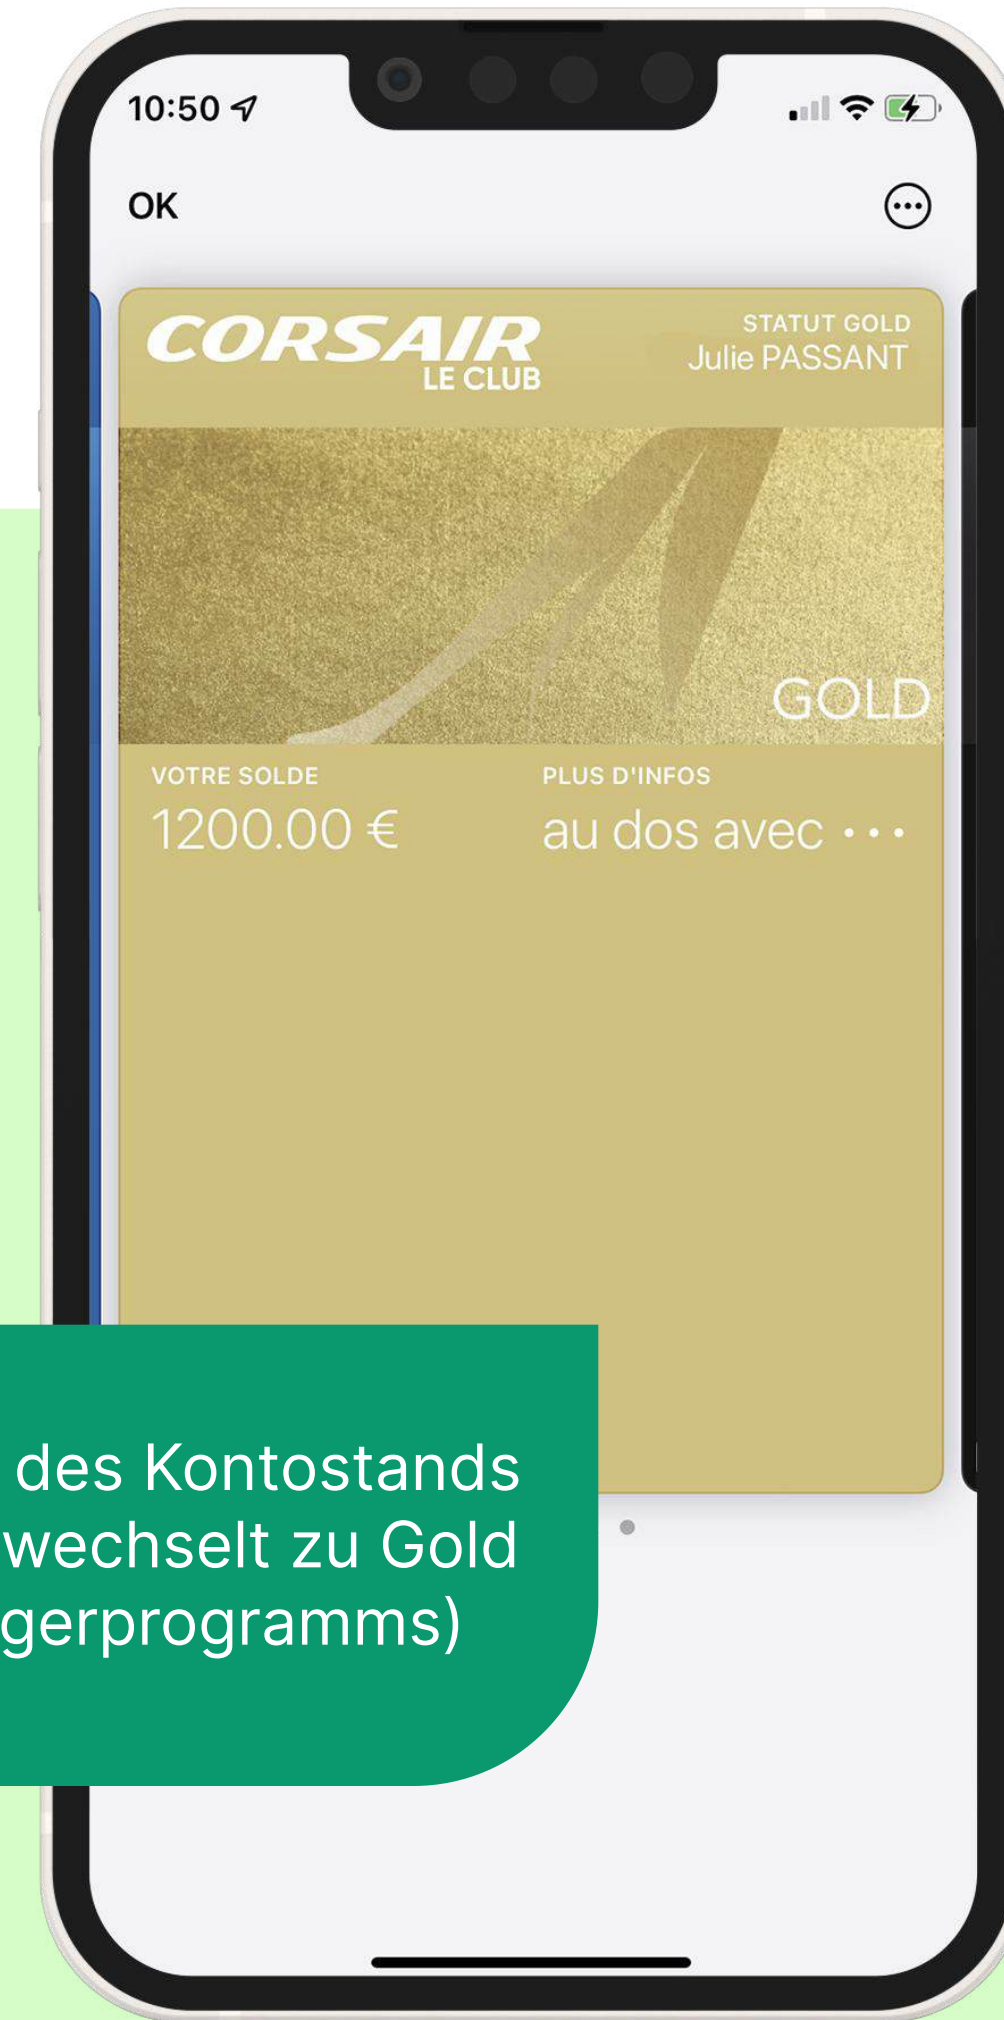 10:50
OK
CORSAIR
LE CLUB
STATUT GOLD
Julie PASSANT
GOLD
VOTRE SOLDE
1200.00 €
PLUS D'INFOS
au dos avec ···
des Kontostands
wechselt zu Gold
gerprogramms)